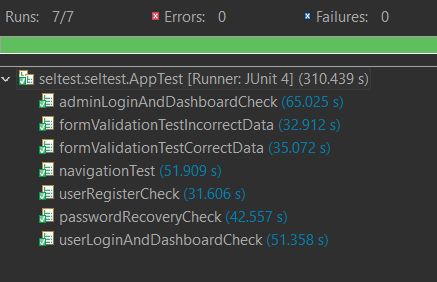 Runs: 7/7 Errors: 0 Failures: 0
seltest.seltest.AppTest [Runner: JUnit 4] (310.439 s)
adminLoginAndDashboardCheck (65.025 s)
formValidationTestIncorrectData (32.912 s)
formValidationTestCorrectData (35.072 s)
navigationTest (51.909 s)
userRegisterCheck (31.606 s)
passwordRecoveryCheck (42.557 s)
userLoginAndDashboardCheck (51.358 s)